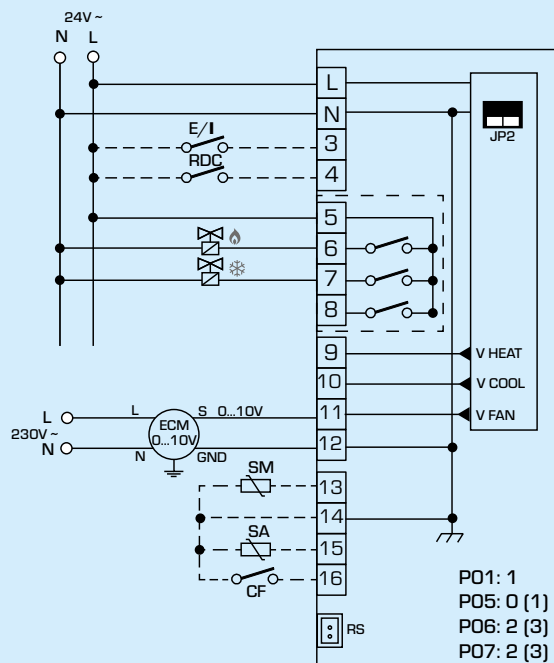 24V~
N L
L
N
JP2
E/I
3
RDC
4
5
6
7
8
9 V HEAT
10 V COOL
L L S 0...10V 11 V FAN
230V~ ECM
0...10V
N N GND 12
SM
13
14
SA
15
16
CF
RS
P01: 1
P05: 0 (1)
P06: 2 (3)
P07: 2 (3)